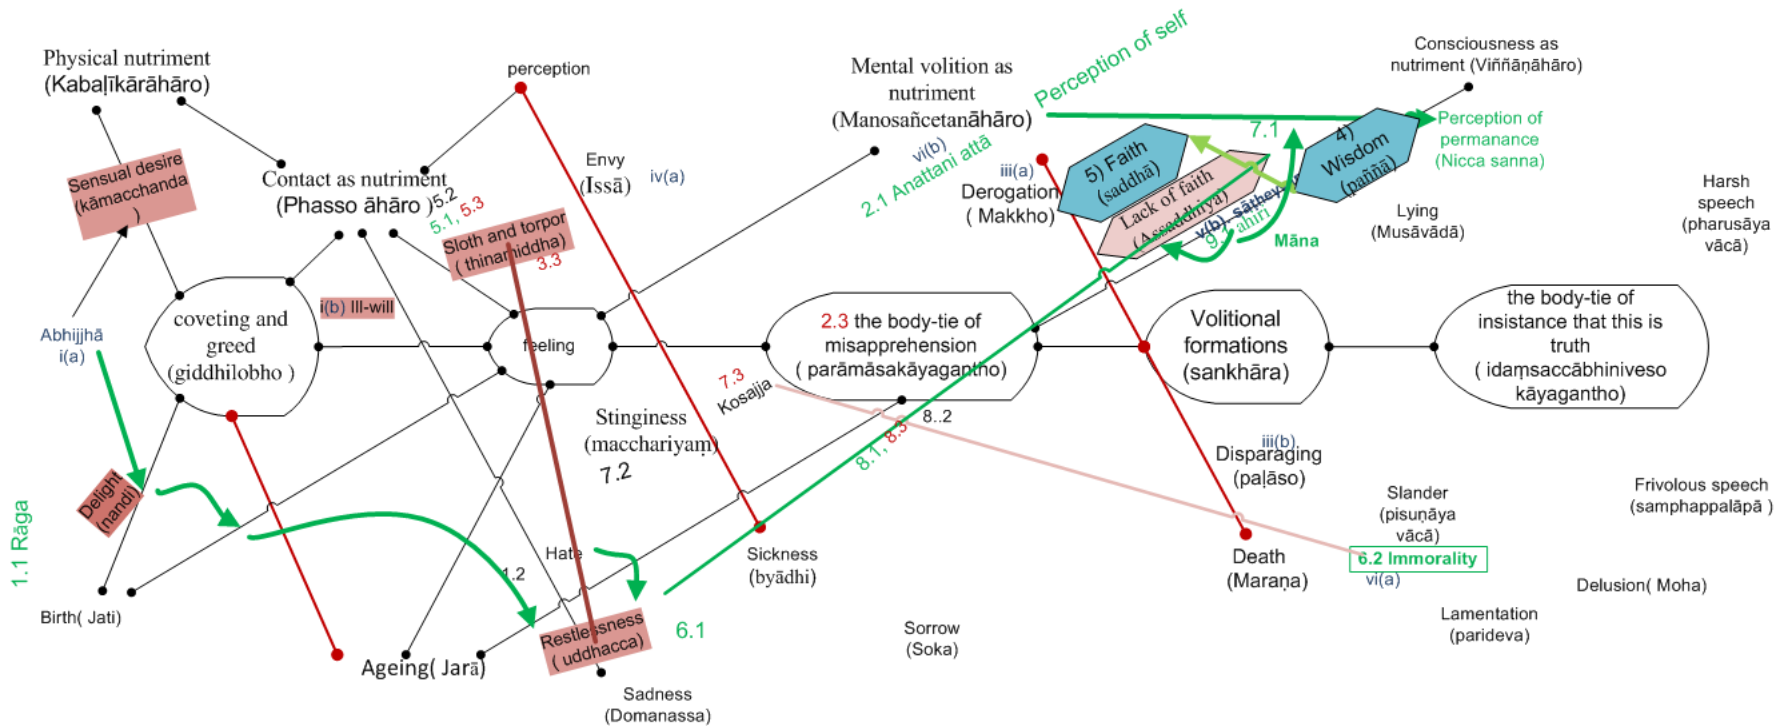 Physical nutriment
(Kabaḷīkārāhāro)
perception
Mental volition as
nutriment
(Manosañcetanāhāro)
Perception of self
Consciousness as
nutriment (Viññāṇāhāro)
Sensual desire
(kāmacchanda
)
Contact as nutriment
(Phasso āhāro )
5.2
5.1, 5.3
Sloth and torpor
( thinamiddha)
3.3
Envy
(Issā)
iv(a)
vi(b)
2.1 Anattani attā
iii(a)
Derogation
( Makkho)
5) Faith
(saddhā)
Lack of faith
(Assaddhiya)
v(b).
9.1 ahiri
7.1
4)
Wisdom
(paññā)
Perception of
permanance
(Nicca sanna)
Māna
Lying
(Musāvādā)
Harsh
speech
(pharusāya
vācā)
Abhijjhā
i(a)
coveting and
greed
(giddhilobho )
i(b) Ill-will
feeling
2.3 the body-tie of
misapprehension
( parāmāsakāyagantho)
Volitional
formations
(sankhāra)
the body-tie of
insistance that this is
truth
( idaṃsaccābhiniveso
kāyagantho)
7.3
Kosajja
Stinginess
(macchariyaṃ)
7.2
8..2
8.1, 8.3
iii(b)
Disparaging
(paḷāso)
Delight
(nandi)
1.1 Rāga
Slander
(pisuṇāya
vācā)
Frivolous speech
(samphappalāpā )
Hate
1.2
Sickness
(byādhi)
Death
(Maraṇa)
6.2 Immorality
vi(a)
Delusion( Moha)
Birth( Jati)
Ageing( Jarā)
Restlessness
( uddhacca)
6.1
Sorrow
(Soka)
Lamentation
(parideva)
Sadness
(Domanassa)